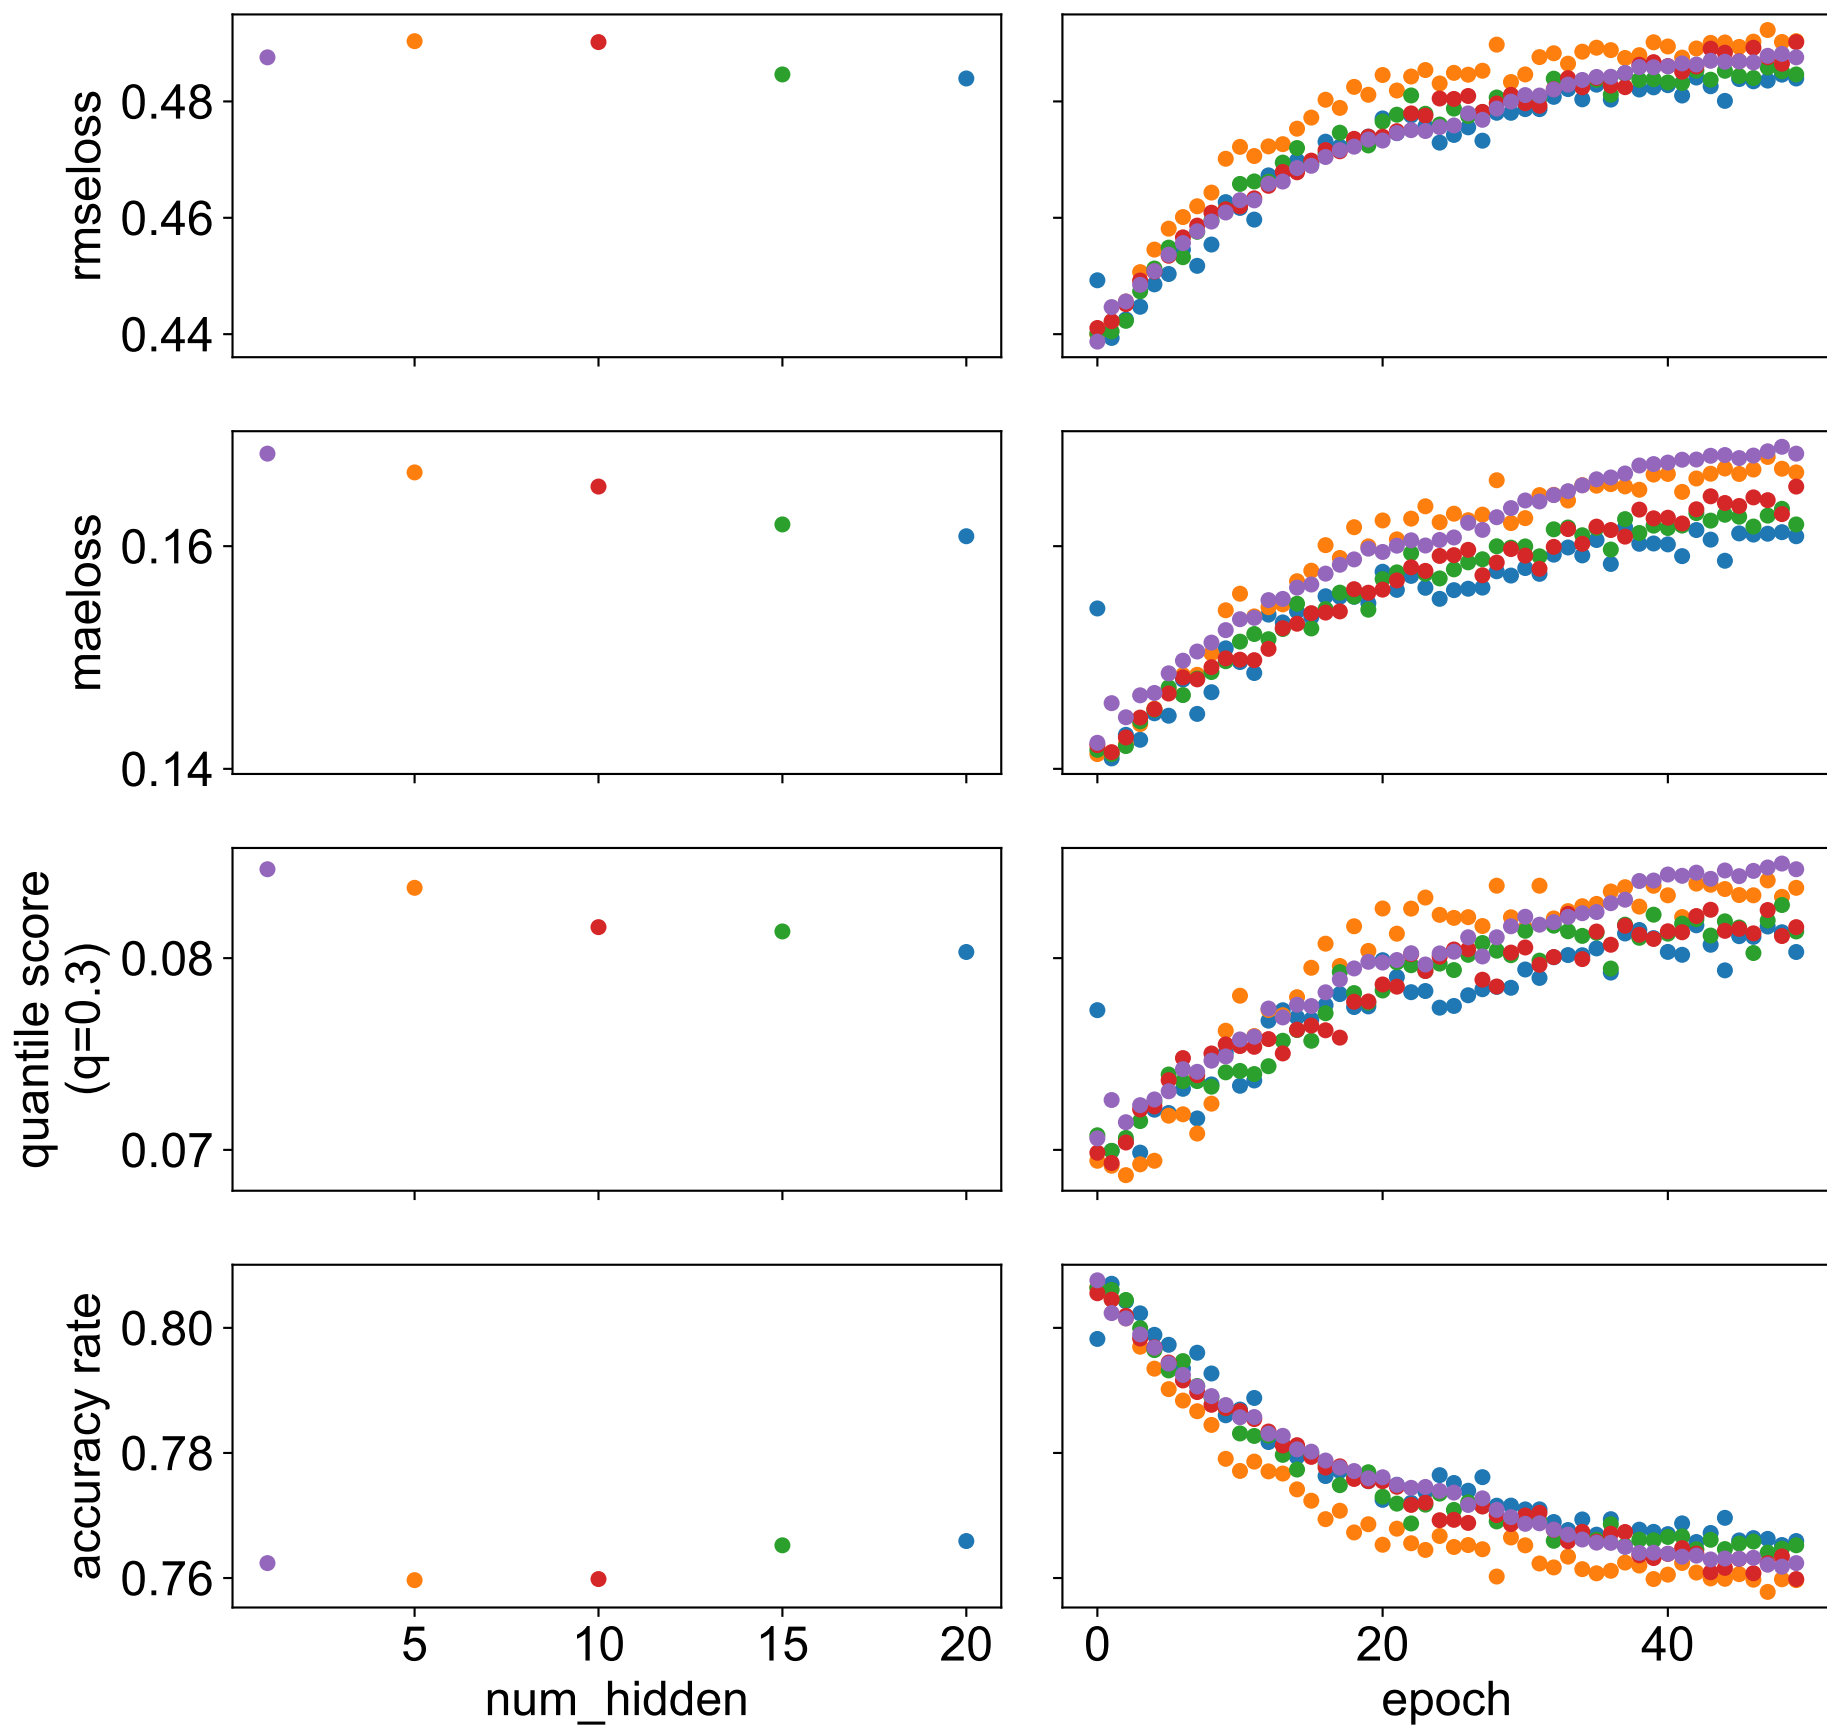 rmseloss
0.48
0.46
0.44
maeloss
0.16
0.14
quantile score
(q=0.3)
0.08
0.07
accuracy rate
0.80
0.78
0.76
5 10 15 20
num_hidden
0 20 40
epoch